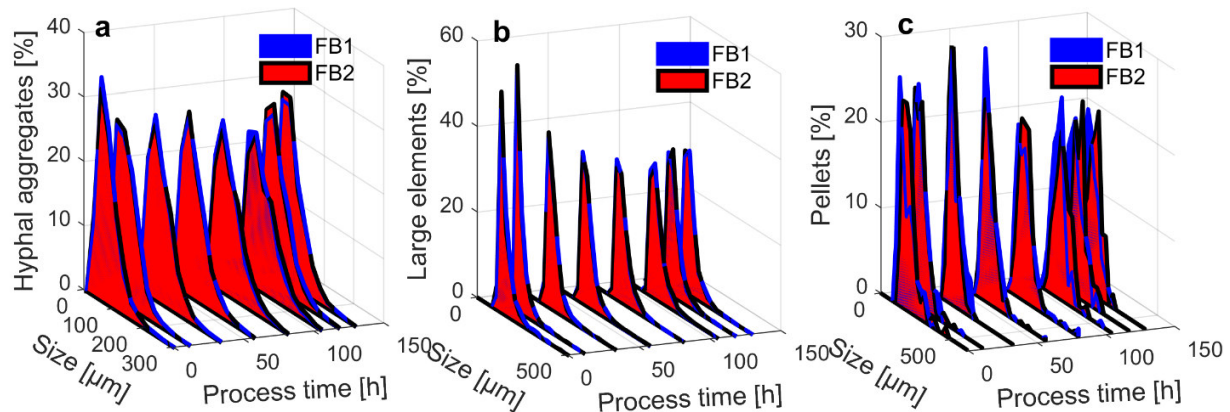 a
FB1
FB2
Hyphal aggregates [%]
40
30
20
10
0
0
100
200
300
Size [µm]
0
50
100
150
Process time [h]
b
FB1
FB2
Large elements [%]
60
40
20
0
0
500
Size [µm]
0
50
100
150
Process time [h]
c
FB1
FB2
Pellets [%]
30
20
10
0
0
500
Size [µm]
0
50
100
150
Process time [h]